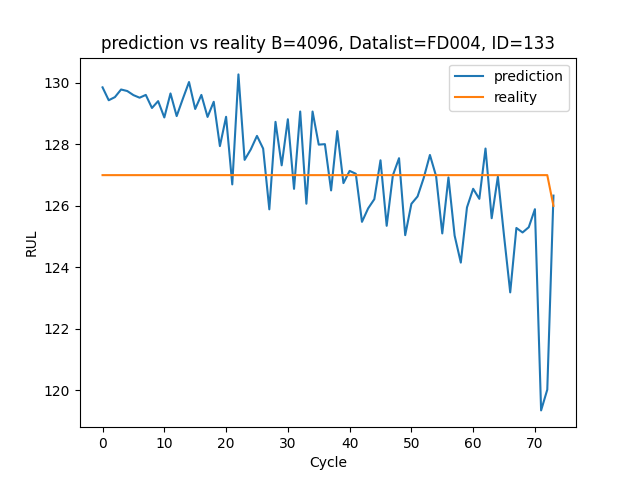 prediction vs reality B=4096, Datalist=FD004, ID=133
prediction
reality
RUL
130
128
126
124
122
120
0 10 20 30 40 50 60 70
Cycle